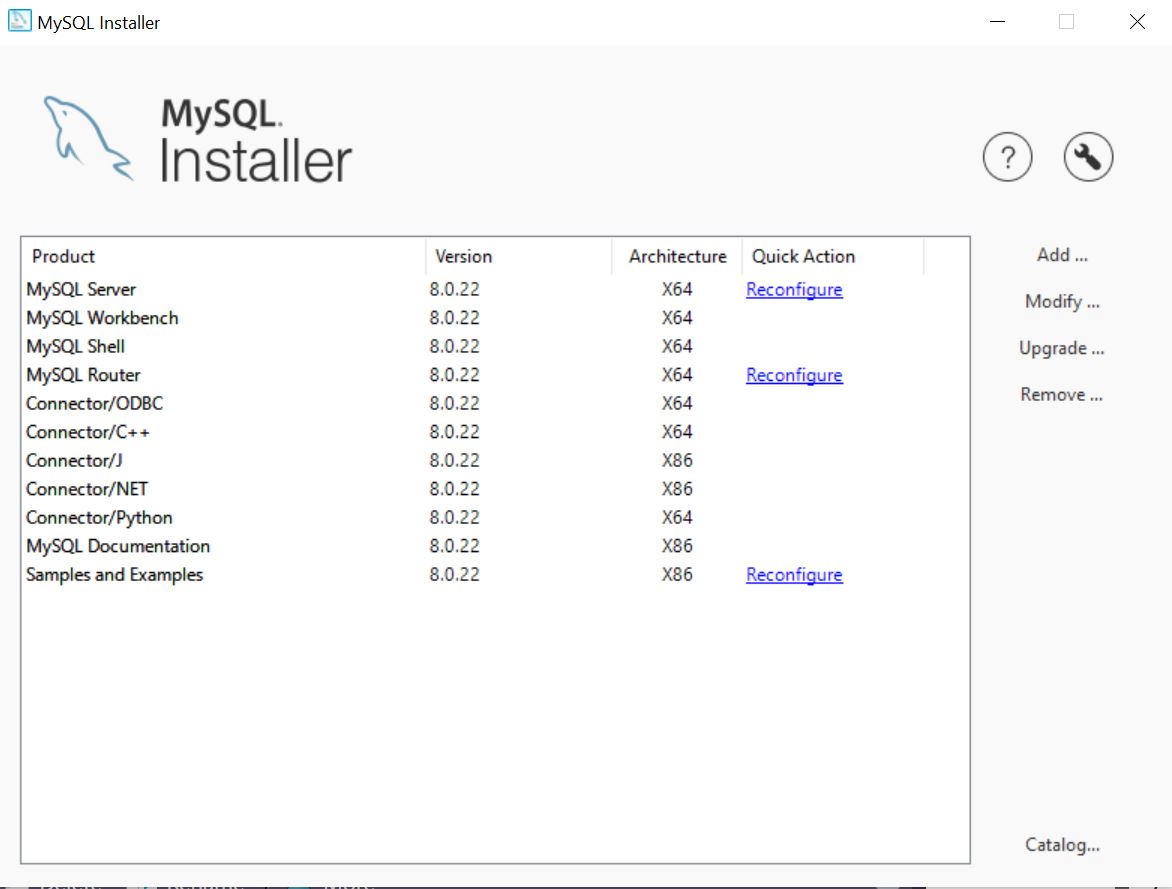 MySQL Installer
MySQL.
Installer
?
Product Version Architecture Quick Action
MySQL Server 8.0.22 X64 Reconfigure
MySQL Workbench 8.0.22 X64
MySQL Shell 8.0.22 X64
MySQL Router 8.0.22 X64 Reconfigure
Connector/ODBC 8.0.22 X64
Connector/C++ 8.0.22 X64
Connector/J 8.0.22 X86
Connector/NET 8.0.22 X86
Connector/Python 8.0.22 X64
MySQL Documentation 8.0.22 X86
Samples and Examples 8.0.22 X86 Reconfigure
Add ...
Modify ...
Upgrade ...
Remove ...
Catalog...